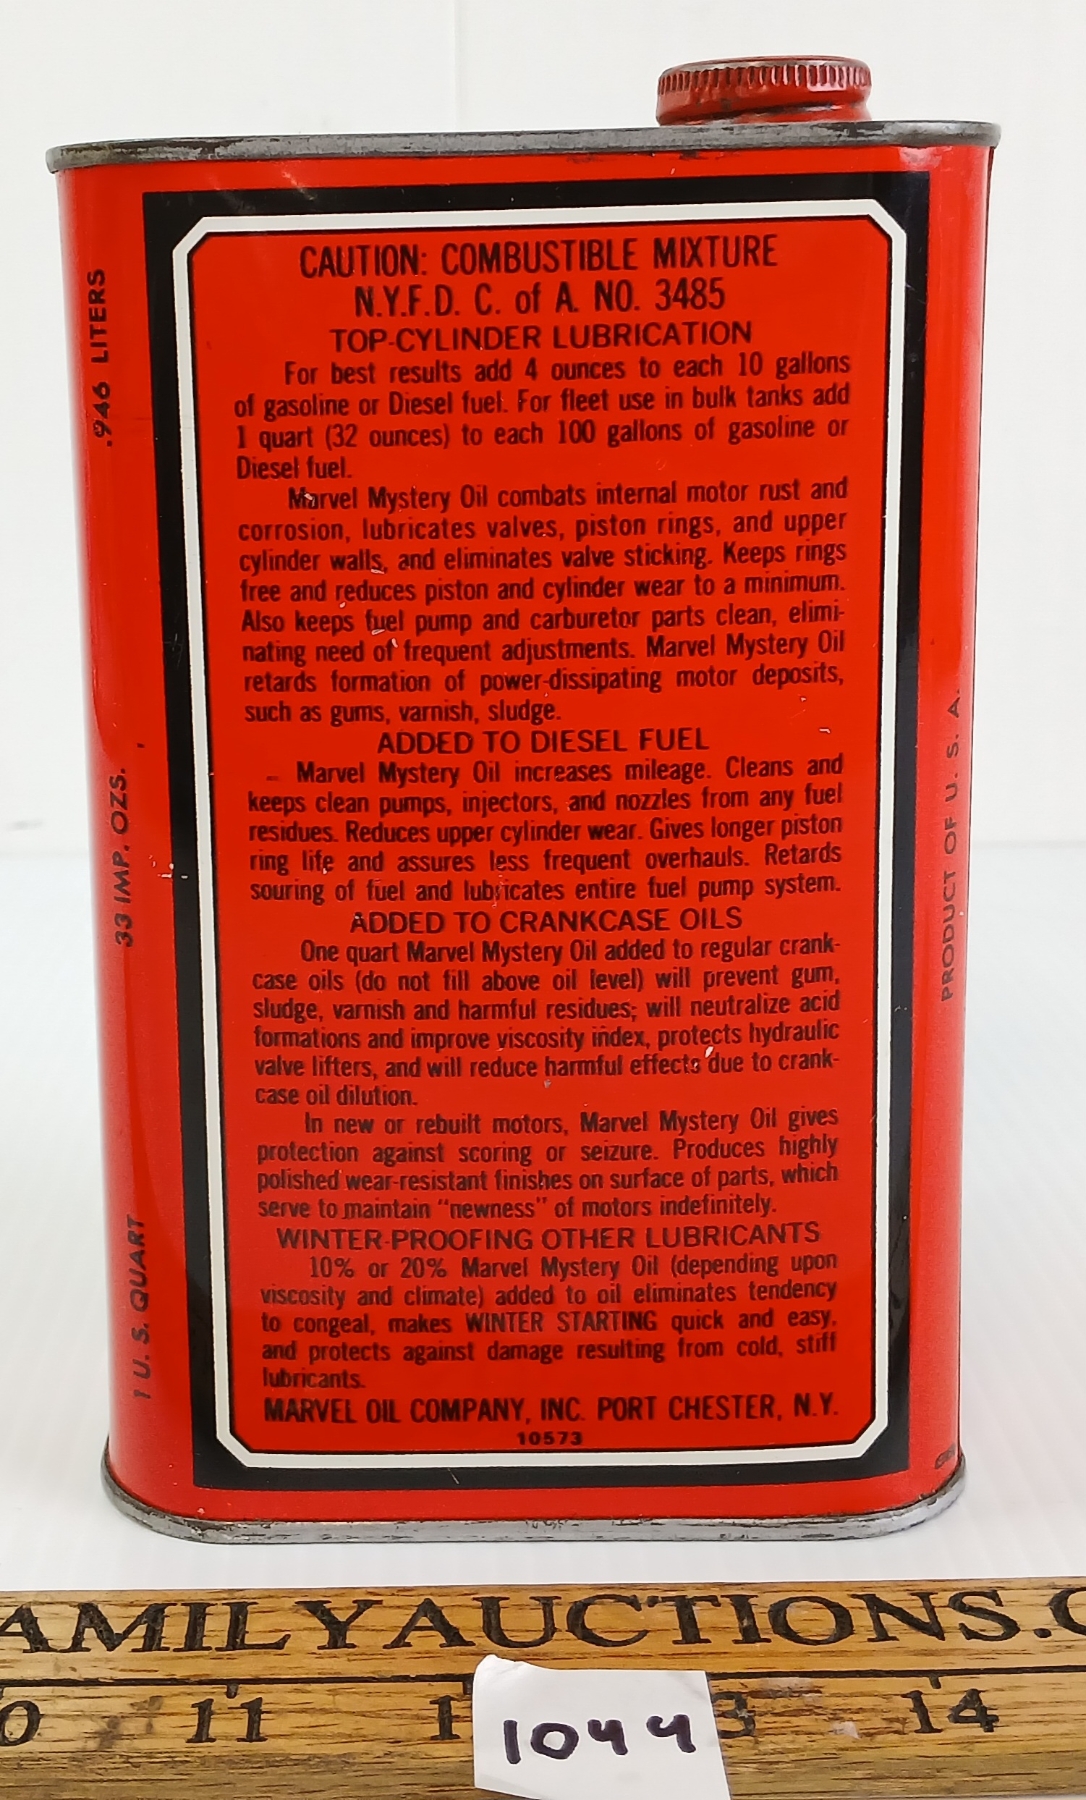 CAUTION: COMBUSTIBLE MIXTURE
N.Y.F.D. C. of A. NO. 3485
TOP-CYLINDER LUBRICATION
For best results add 4 ounces to each 10 gallons
of gasoline or Diesel fuel. For fleet use in bulk tanks add
1 quart (32 ounces) to each 100 gallons of gasoline or
Diesel fuel.
Marvel Mystery Oil combats internal motor rust and
corrosion, lubricates valves, piston rings, and upper
cylinder walls, and eliminates valve sticking. Keeps rings
free and reduces piston and cylinder wear to a minimum.
Also keeps fuel pump and carburetor parts clean, elimi-
nating need of frequent adjustments. Marvel Mystery Oil
retards formation of power-dissipating motor deposits,
such as gums, varnish, sludge.
ADDED TO DIESEL FUEL
Marvel Mystery Oil increases mileage. Cleans and
keeps clean pumps, injectors, and nozzles from any fuel
residues. Reduces upper cylinder wear. Gives longer piston
ring life and assures less frequent overhauls. Retards
souring of fuel and lubricates entire fuel pump system.
ADDED TO CRANKCASE OILS
One quart Marvel Mystery Oil added to regular crank-
case oils (do not fill above oil level) will prevent gum,
sludge, varnish and harmful residues; will neutralize acid
formations and improve viscosity index, protects hydraulic
valve lifters, and will reduce harmful effects due to crank-
case oil dilution.
In new or rebuilt motors, Marvel Mystery Oil gives
protection against scoring or seizure. Produces highly
polished wear-resistant finishes on surface of parts, which
serve to maintain "newness" of motors indefinitely.
WINTER-PROOFING OTHER LUBRICANTS
10% or 20% Marvel Mystery Oil (depending upon
viscosity and climate) added to oil eliminates tendency
to congeal, makes WINTER STARTING quick and easy,
and protects against damage resulting from cold, stiff
lubricants.
MARVEL OIL COMPANY, INC. PORT CHESTER, N.Y.
10573
1 U. S. QUART 33 IMP. OZS. .946 LITERS
PRODUCT OF U. S. A.
AMILYAUCTIONS.C
0 11 1 3 14
1044